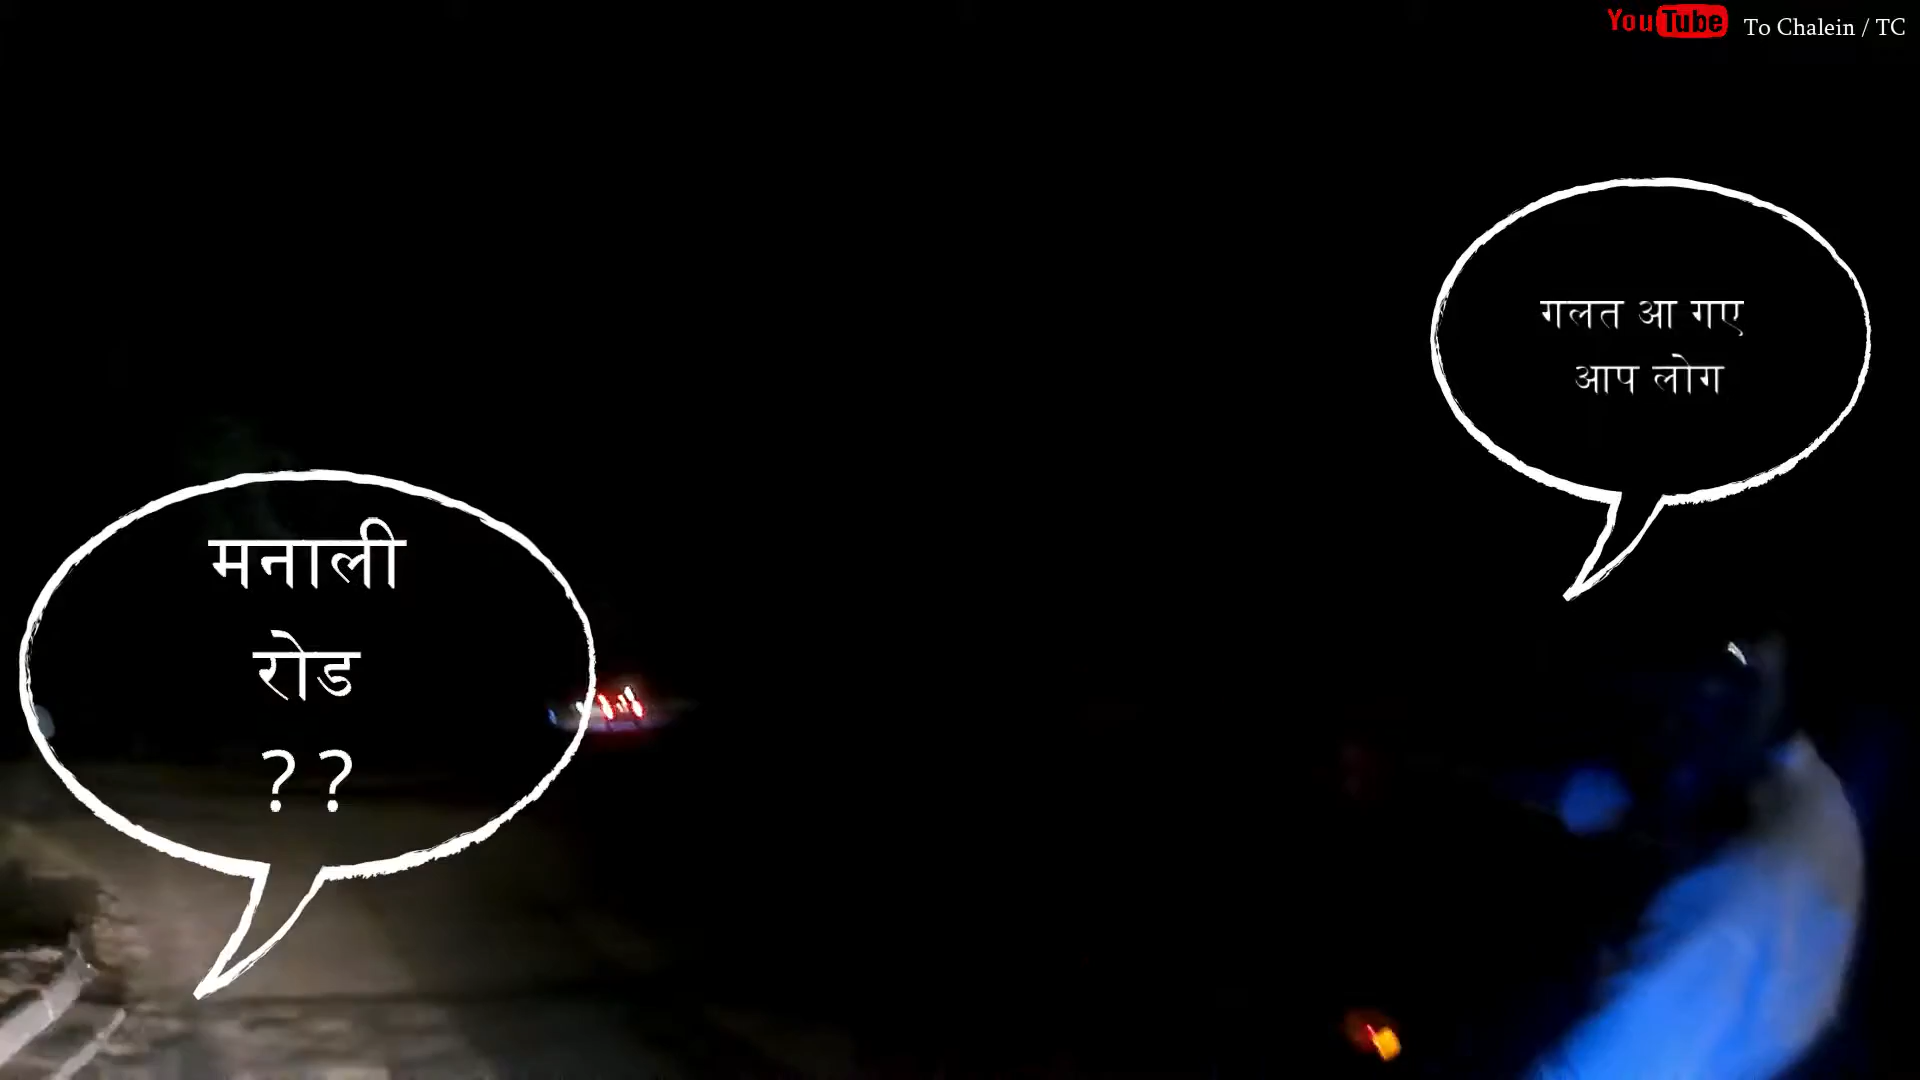 YouTube To Chalein / TC
मनाली
रोड
??
गलत आ गए
आप लोग